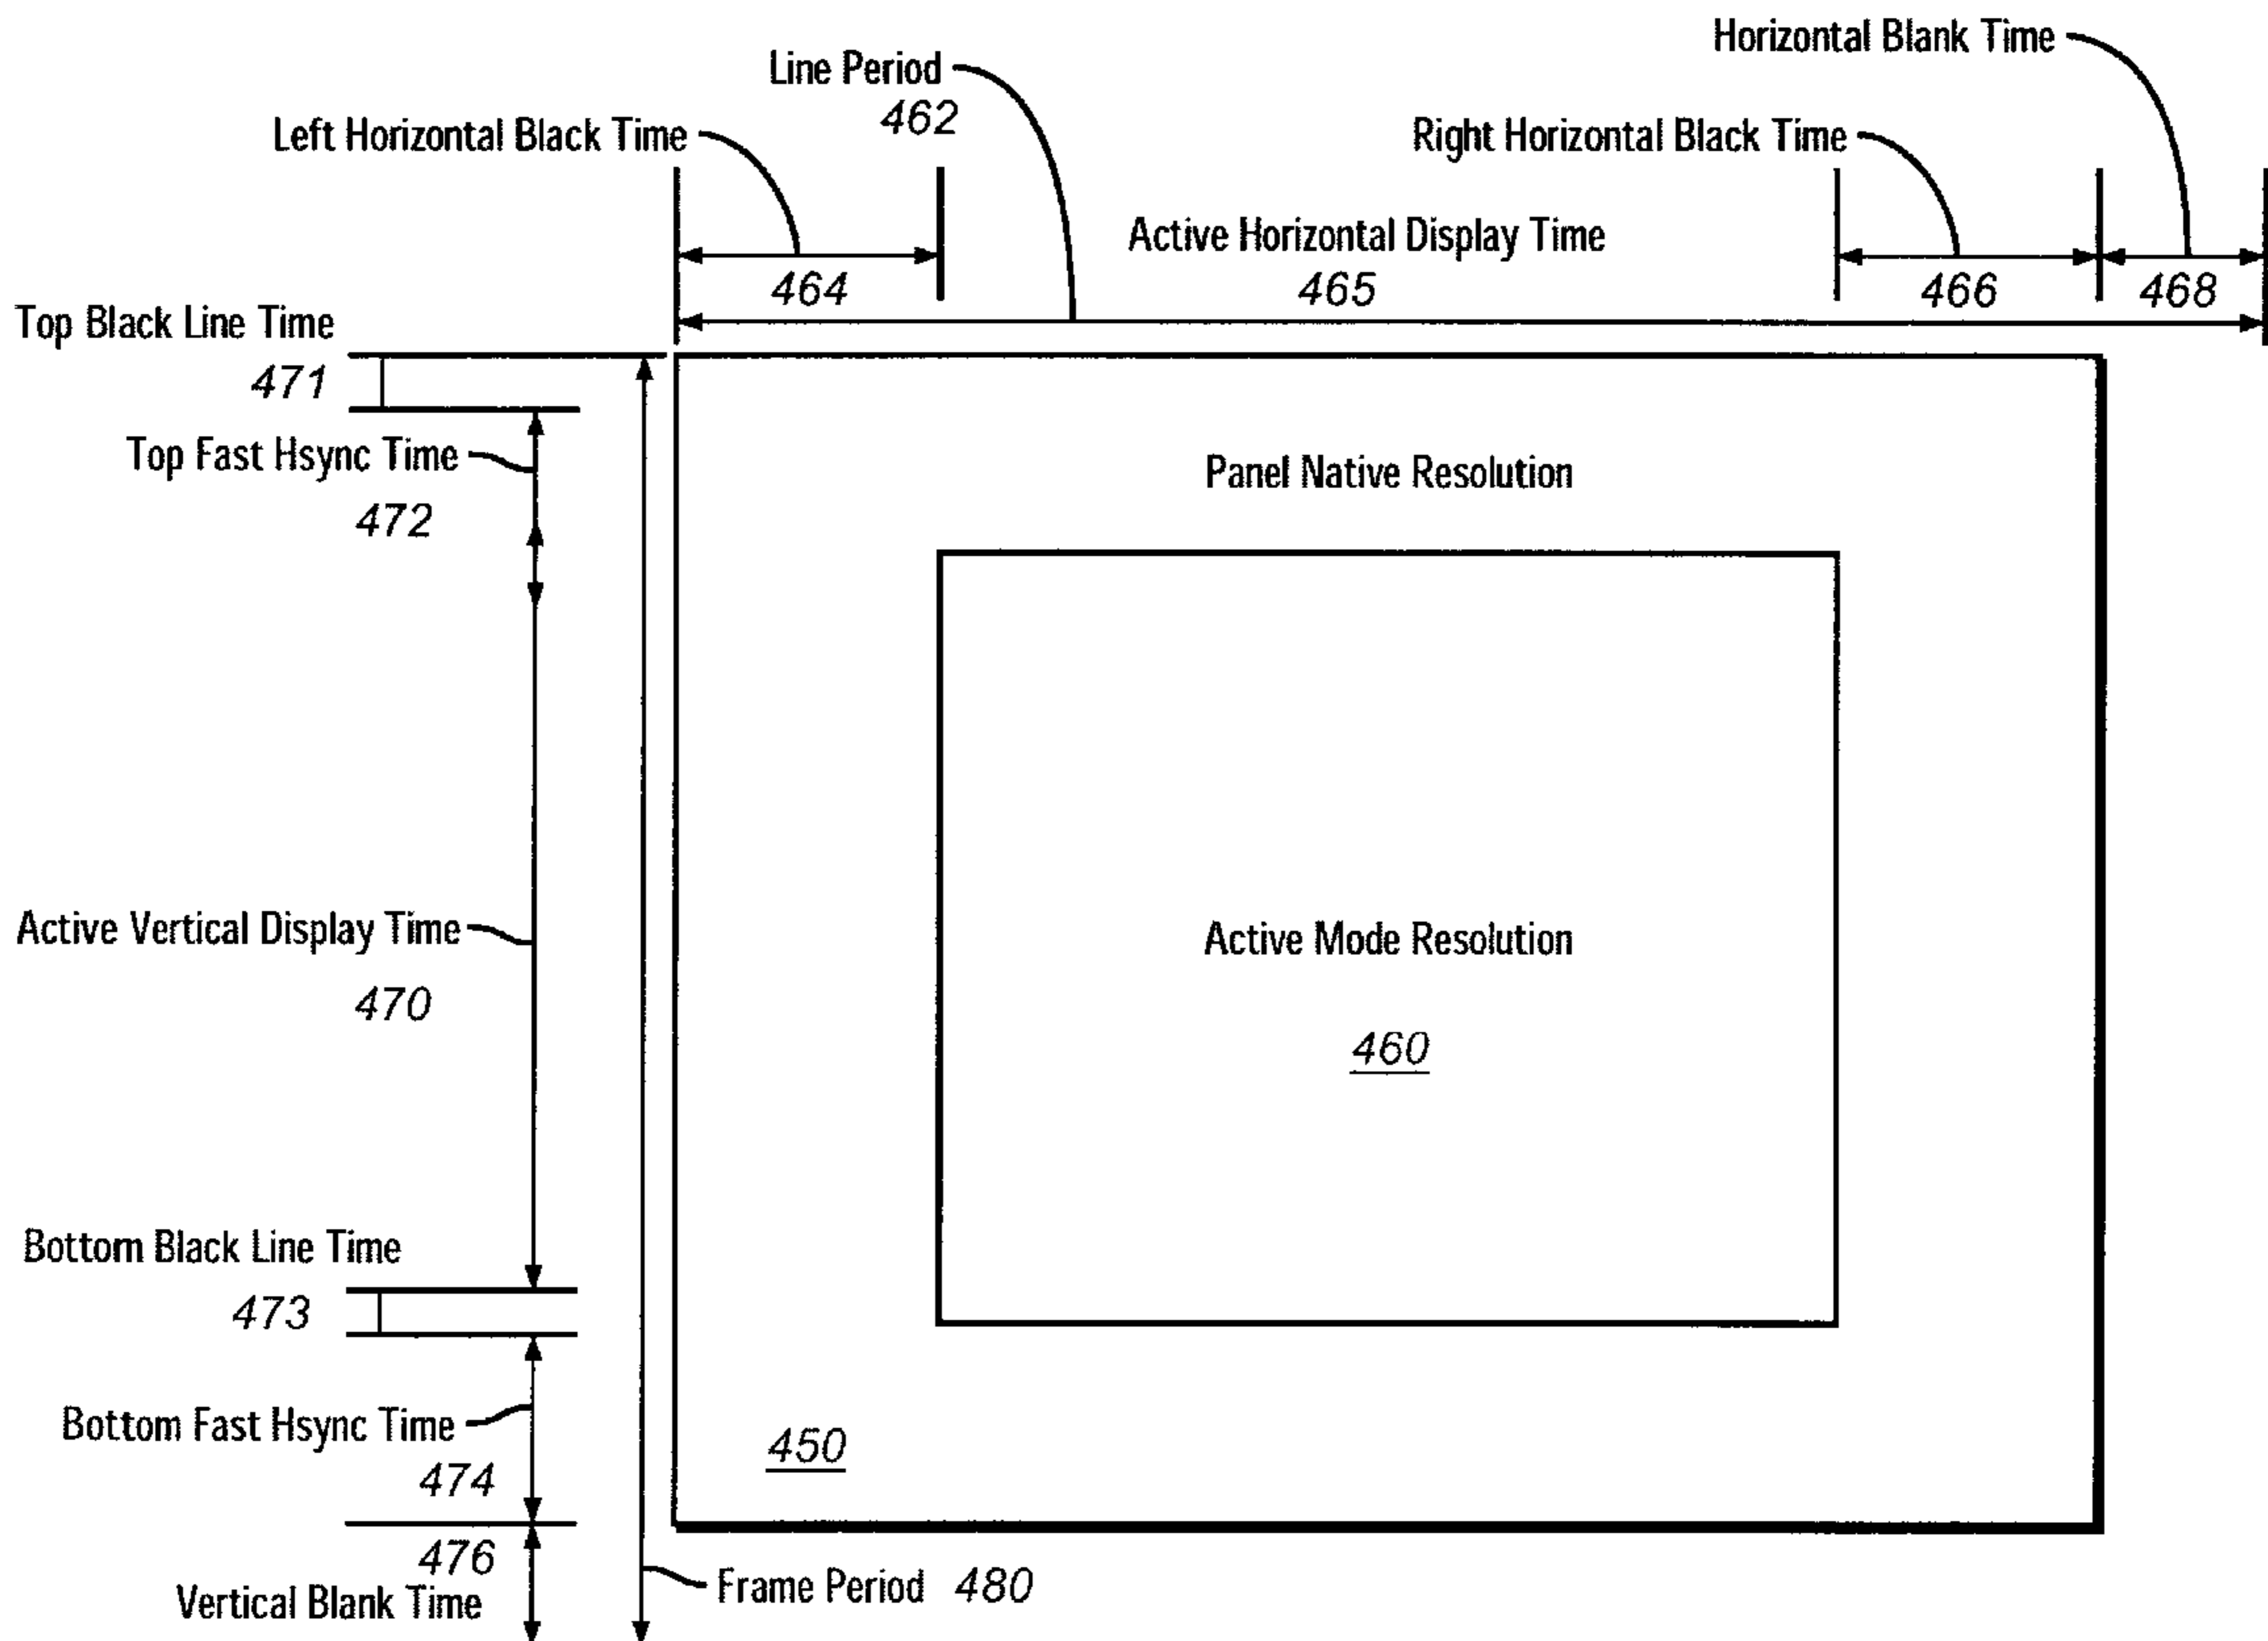 Horizontal Blank Time
Line Period
462
Left Horizontal Black Time
Right Horizontal Black Time
Active Horizontal Display Time
464
465
466
468
Top Black Line Time
471
Top Fast Hsync Time
472
Panel Native Resolution
Active Vertical Display Time
470
Active Mode Resolution
460
Bottom Black Line Time
473
Bottom Fast Hsync Time
474
450
476
Vertical Blank Time
Frame Period 480